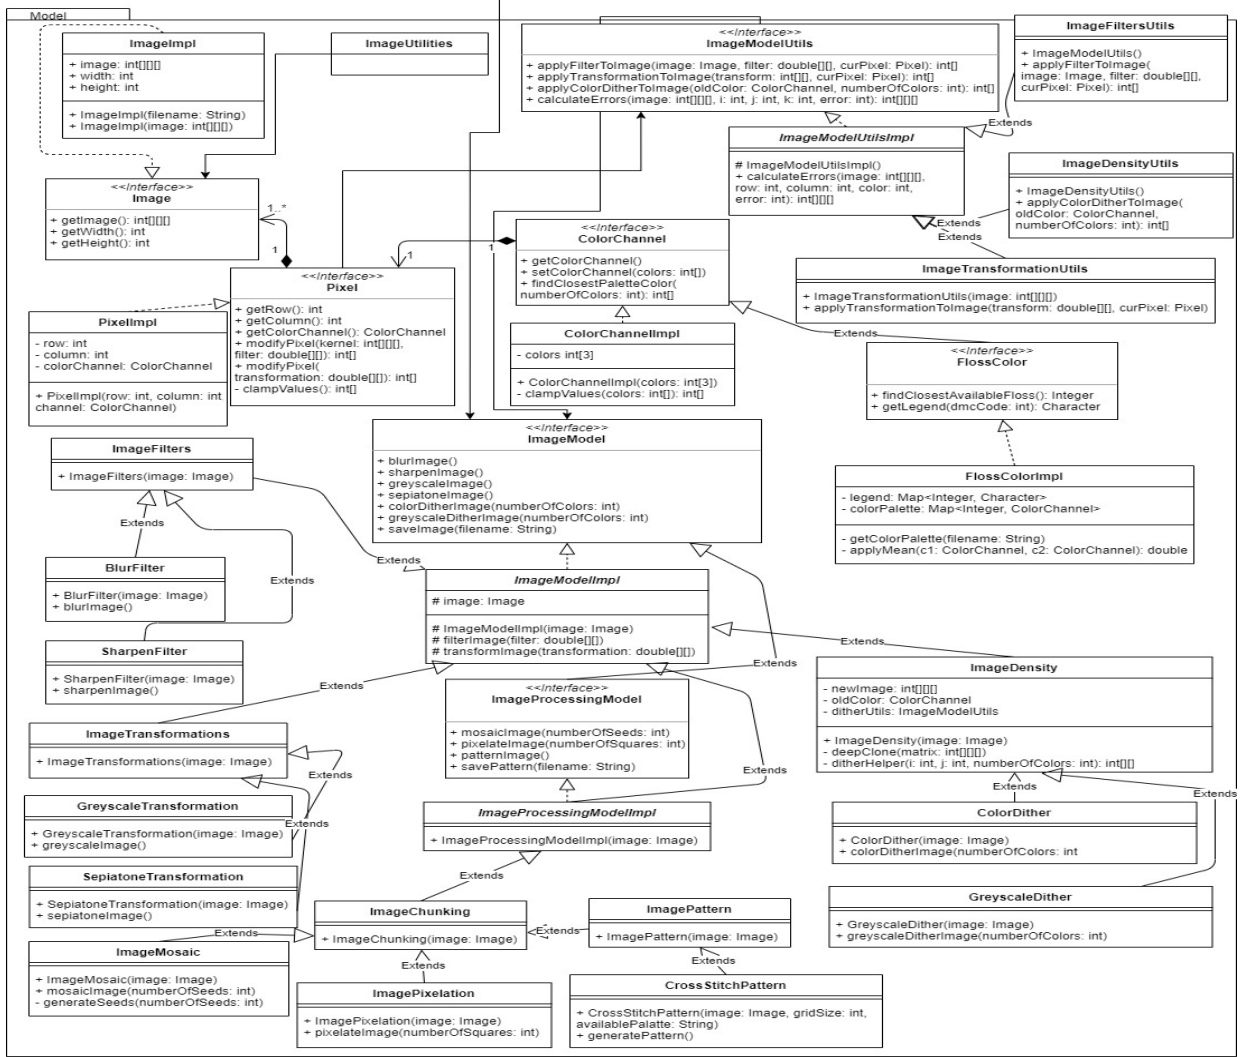 Model
ImageImpl
+ image: int[][][]
+ width: int
+ height: int
+ ImageImpl(filename: String)
+ ImageImpl(image: int[][][])
ImageUtilities
<<Interface>>
ImageModelUtils
+ applyFilterToImage(image: Image, filter: double[][], curPixel: Pixel): int[]
+ applyTransformationToImage(transform: int[][], curPixel: Pixel): int[]
+ applyColorDitherToImage(oldColor: ColorChannel, numberOfColors: int): int[]
+ calculateErrors(image: int[][][], i: int, j: int, k: int, error: int): int[][][]
ImageFiltersUtils
+ ImageModelUtils()
+ applyFilterToImage(
image: Image, filter: double[][],
curPixel: Pixel): int[]
Extends
ImageModelUtilsImpl
# ImageModelUtilsImpl()
+ calculateErrors(image: int[][][],
row: int, column: int, color: int,
error: int): int[][][]
ImageDensityUtils
+ ImageDensityUtils()
+ applyColorDitherToImage(
oldColor: ColorChannel,
numberOfColors: int): int[]
Extends
Extends
<<Interface>>
Image
+ getImage(): int[][][]
+ getWidth(): int
+ getHeight(): int
1..*
1
1
1
<<Interface>>
ColorChannel
+ getColorChannel()
+ setColorChannel(colors: int[])
+ findClosestPaletteColor(
numberOfColors: int): int[]
ImageTransformationUtils
+ ImageTransformationUtils(image: int[][][])
+ applyTransformationToImage(transform: double[][], curPixel: Pixel)
<<Interface>>
Pixel
+ getRow(): int
+ getColumn(): int
+ getColorChannel(): ColorChannel
+ modifyPixel(kernel: int[][][],
filter: double[][]): int[]
+ modifyPixel(
transformation: double[][]): int[]
- clampValues(): int[]
PixelImpl
- row: int
- column: int
- colorChannel: ColorChannel
+ PixelImpl(row: int, column: int
channel: ColorChannel)
ColorChannelImpl
- colors int[3]
+ ColorChannelImpl(colors: int[3])
- clampValues(colors: int[]): int[]
Extends
<<Interface>>
FlossColor
+ findClosestAvailableFloss(): Integer
+ getLegend(dmcCode: int): Character
<<Interface>>
ImageModel
+ blurImage()
+ sharpenImage()
+ greyscaleImage()
+ sepiatoneImage()
+ colorDitherImage(numberOfColors: int)
+ greyscaleDitherImage(numberOfColors: int)
+ saveImage(filename: String)
ImageFilters
+ ImageFilters(image: Image)
FlossColorImpl
- legend: Map<Integer, Character>
- colorPalette: Map<Integer, ColorChannel>
- getColorPalette(filename: String)
- applyMean(c1: ColorChannel, c2: ColorChannel): double
Extends
Extends
Extends
BlurFilter
+ BlurFilter(image: Image)
+ blurImage()
ImageModelImpl
# image: Image
# ImageModelImpl(image: Image)
# filterImage(filter: double[][])
# transformImage(transformation: double[][])
SharpenFilter
+ SharpenFilter(image: Image)
+ sharpenImage()
Extends
Extends
Extends
ImageDensity
- newImage: int[][][]
- oldColor: ColorChannel
- ditherUtils: ImageModelUtils
+ ImageDensity(image: Image)
- deepClone(matrix: int[][][])
- ditherHelper(i: int, j: int, numberOfColors: int): int[][]
<<Interface>>
ImageProcessingModel
+ mosaicImage(numberOfSeeds: int)
+ pixelateImage(numberOfSquares: int)
+ patternImage()
+ savePattern(filename: String)
ImageTransformations
+ ImageTransformations(image: Image)
Extends
Extends
Extends
GreyscaleTransformation
+ GreyscaleTransformation(image: Image)
+ greyscaleImage()
Extends
ImageProcessingModelImpl
+ ImageProcessingModelImpl(image: Image)
ColorDither
+ ColorDither(image: Image)
+ colorDitherImage(numberOfColors: int
SepiatoneTransformation
+ SepiatoneTransformation(image: Image)
+ sepiatoneImage()
Extends
GreyscaleDither
+ GreyscaleDither(image: Image)
+ greyscaleDitherImage(numberOfColors: int)
ImageChunking
+ ImageChunking(image: Image)
ImagePattern
+ ImagePattern(image: Image)
Extends
Extends
ImageMosaic
+ ImageMosaic(image: Image)
+ mosaicImage(numberOfSeeds: int)
- generateSeeds(numberOfSeeds: int)
Extends
Extends
ImagePixelation
+ ImagePixelation(image: Image)
+ pixelateImage(numberOfSquares: int)
CrossStitchPattern
+ CrossStitchPattern(image: Image, gridSize: int,
availablePalatte: String)
+ generatePattern()